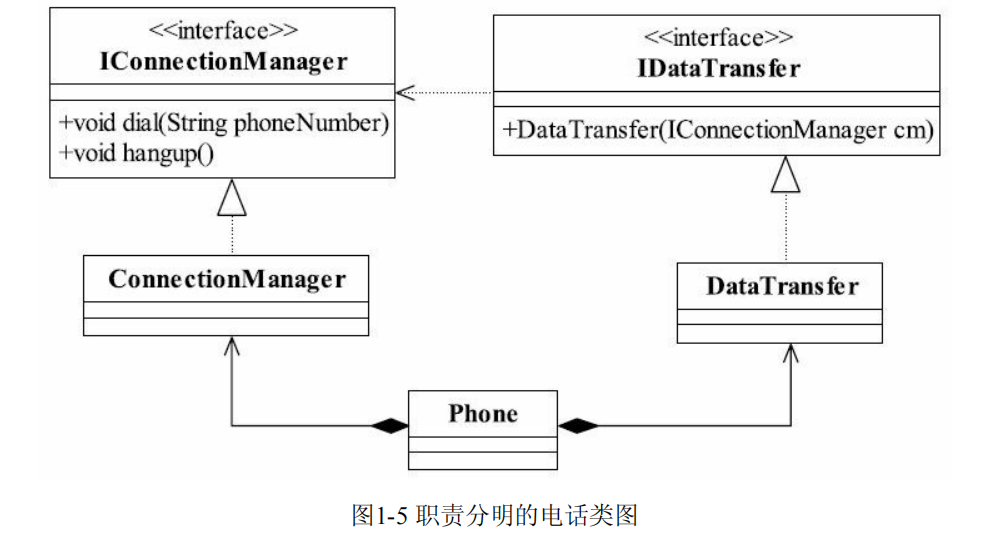 <<interface>>
IConnectionManager
+void dial(String phoneNumber)
+void hangup()
<<interface>>
IDataTransfer
+DataTransfer(IConnectionManager cm)
ConnectionManager
DataTransfer
Phone
图1-5 职责分明的电话类图